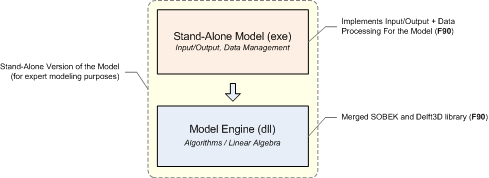 Stand-Alone Model (exe)
Input/Output, Data Management
Implements Input/Output + Data
Processing For the Model (F90)
Stand-Alone Version of the Model
(for expert modeling purposes)
Model Engine (dll)
Algorithms / Linear Algebra
Merged SOBEK and Delft3D library (F90)